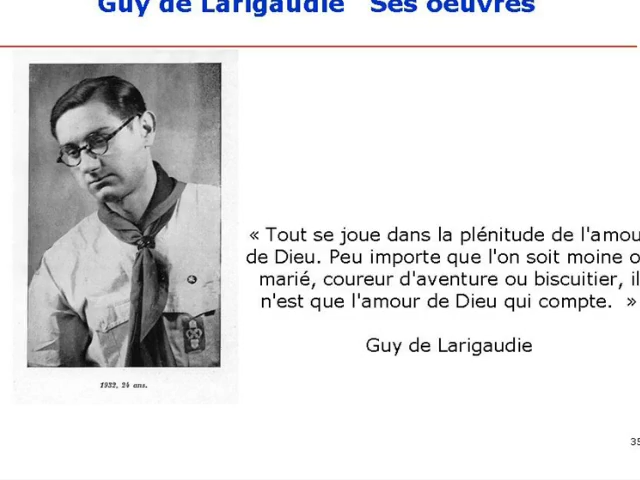 Guy de Larigaudie Ses oeuvres
« Tout se joue dans la plénitude de l'amou
de Dieu. Peu importe que l'on soit moine o
marié, coureur d'aventure ou biscuitier, il
n'est que l'amour de Dieu qui compte. »
Guy de Larigaudie
1932, 24 ans.
35